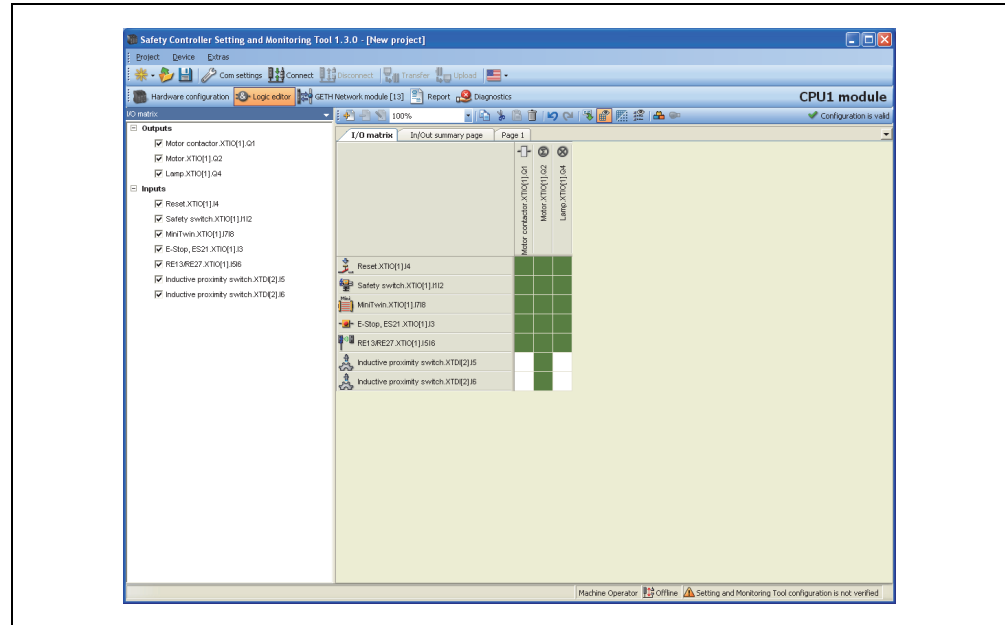 Safety Controller Setting and Monitoring Tool 1.3.0 - [New project]
Project Device Extras
Com settings Connect Disconnect Transfer Upload
Hardware configuration Logic editor GETH Network module [13] Report Diagnostics CPU1 module
I/O matrix 100% Configuration is valid
I/O matrix In/Out summary page Page 1
Outputs
Motor contactor.XTIO[1].Q1
Motor.XTIO[1].Q2
Lamp.XTIO[1].Q4
Inputs
Reset.XTIO[1].I4
Safety switch.XTIO[1].I1I2
MiniTwin.XTIO[1].I7I8
E-Stop, ES21.XTIO[1].I3
RE13/RE27.XTIO[1].I5I6
Inductive proximity switch.XTDI[2].I5
Inductive proximity switch.XTDI[2].I6
Motor contactor.XTIO[1].Q1
Motor.XTIO[1].Q2
Lamp.XTIO[1].Q4
Reset.XTIO[1].I4
Safety switch.XTIO[1].I1I2
Mini
MiniTwin.XTIO[1].I7I8
E-Stop, ES21.XTIO[1].I3
RE13/RE27.XTIO[1].I5I6
Inductive proximity switch.XTDI[2].I5
Inductive proximity switch.XTDI[2].I6
Machine Operator Offline Setting and Monitoring Tool configuration is not verified